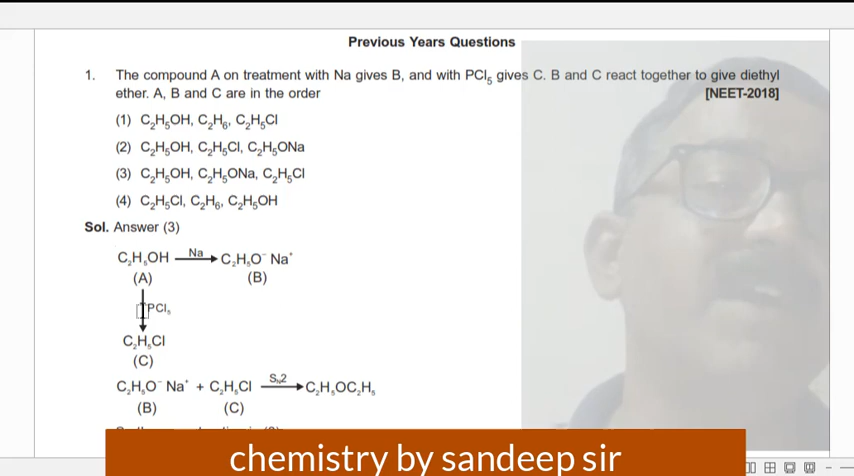 Previous Years Questions
1. The compound A on treatment with Na gives B, and with PCl₅ gives C. B and C react together to give diethyl
ether. A, B and C are in the order [NEET-2018]
(1) C₂H₅OH, C₂H₆, C₂H₅Cl
(2) C₂H₅OH, C₂H₅Cl, C₂H₅ONa
(3) C₂H₅OH, C₂H₅ONa, C₂H₅Cl
(4) C₂H₅Cl, C₂H₆, C₂H₅OH
Sol. Answer (3)
C₂H₅OH —Na→ C₂H₅O⁻ Na⁺
(A) (B)
PCl₅
C₂H₅Cl
(C)
C₂H₅O⁻ Na⁺ + C₂H₅Cl —S_N2→ C₂H₅OC₂H₅
(B) (C)
chemistry by sandeep sir